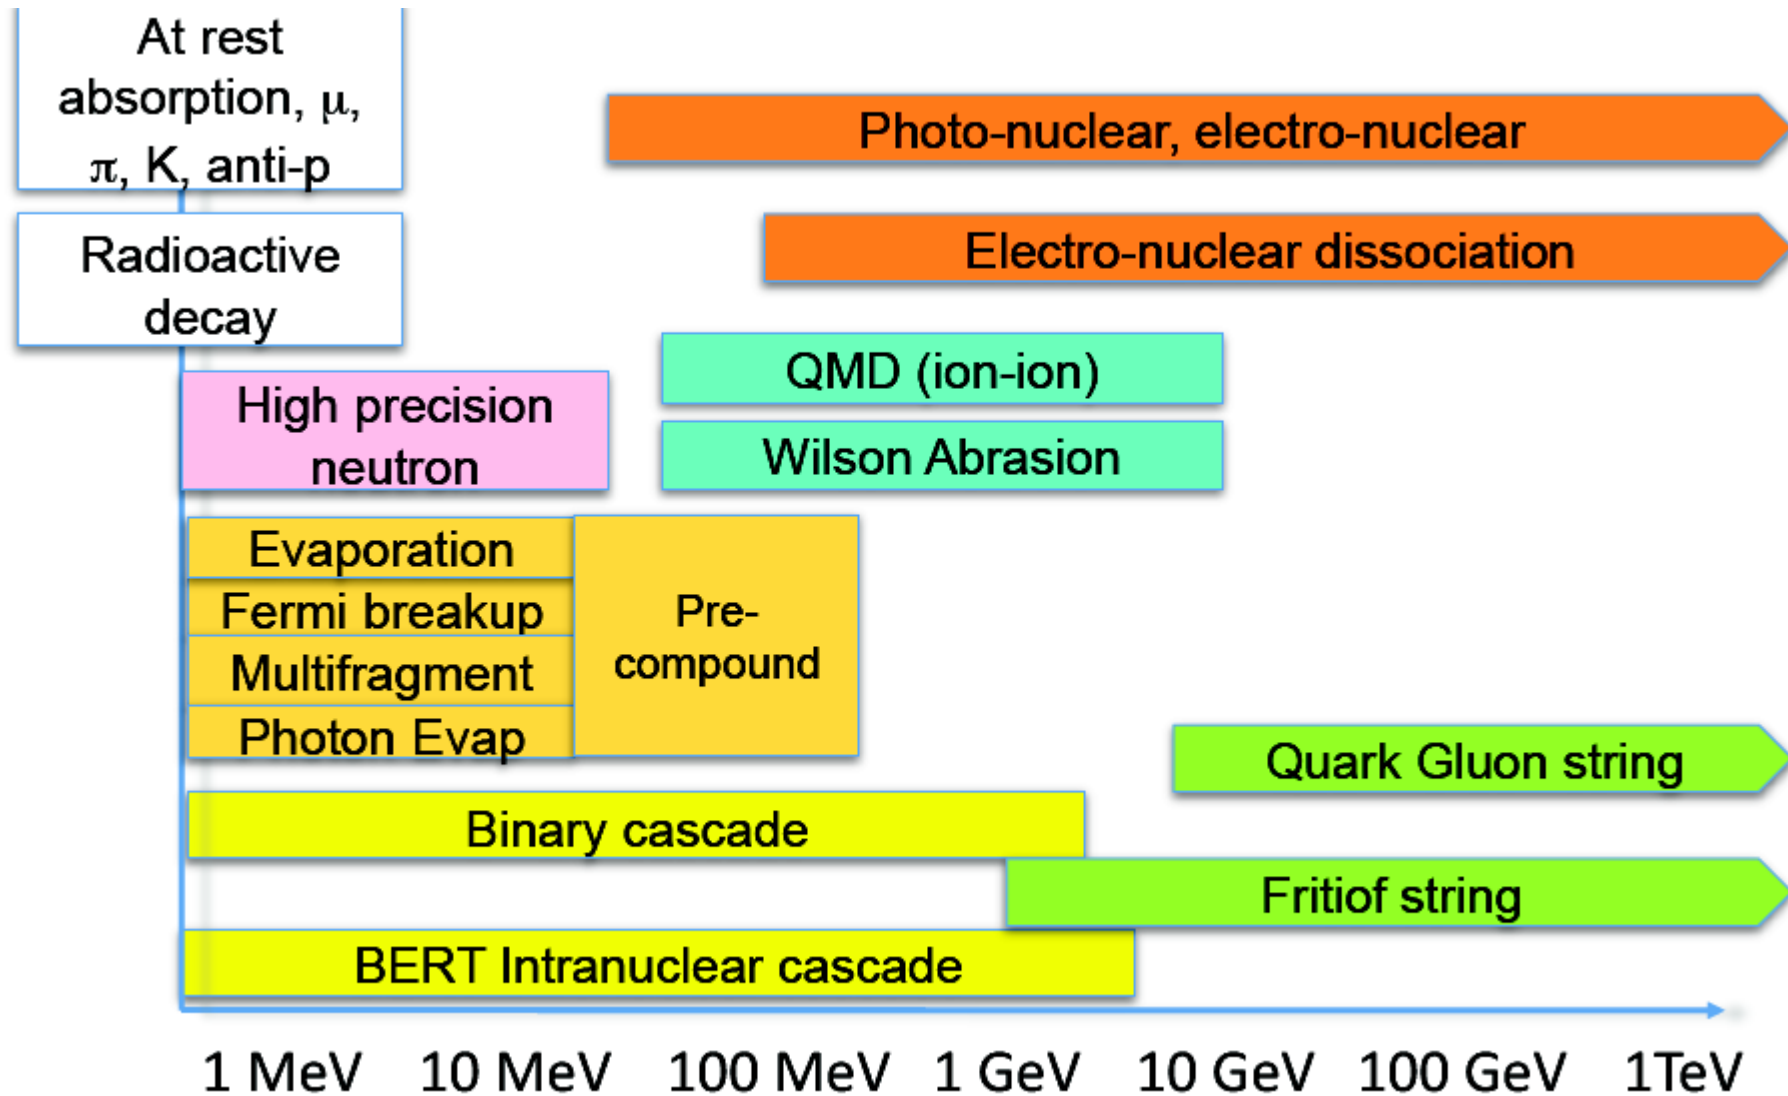 At rest
absorption, μ,
π, K, anti-p
Photo-nuclear, electro-nuclear
Radioactive
decay
Electro-nuclear dissociation
QMD (ion-ion)
High precision
neutron
Wilson Abrasion
Evaporation
Fermi breakup
Multifragment
Photon Evap
Pre-
compound
Quark Gluon string
Binary cascade
Fritiof string
BERT Intranuclear cascade
1 MeV 10 MeV 100 MeV 1 GeV 10 GeV 100 GeV 1TeV